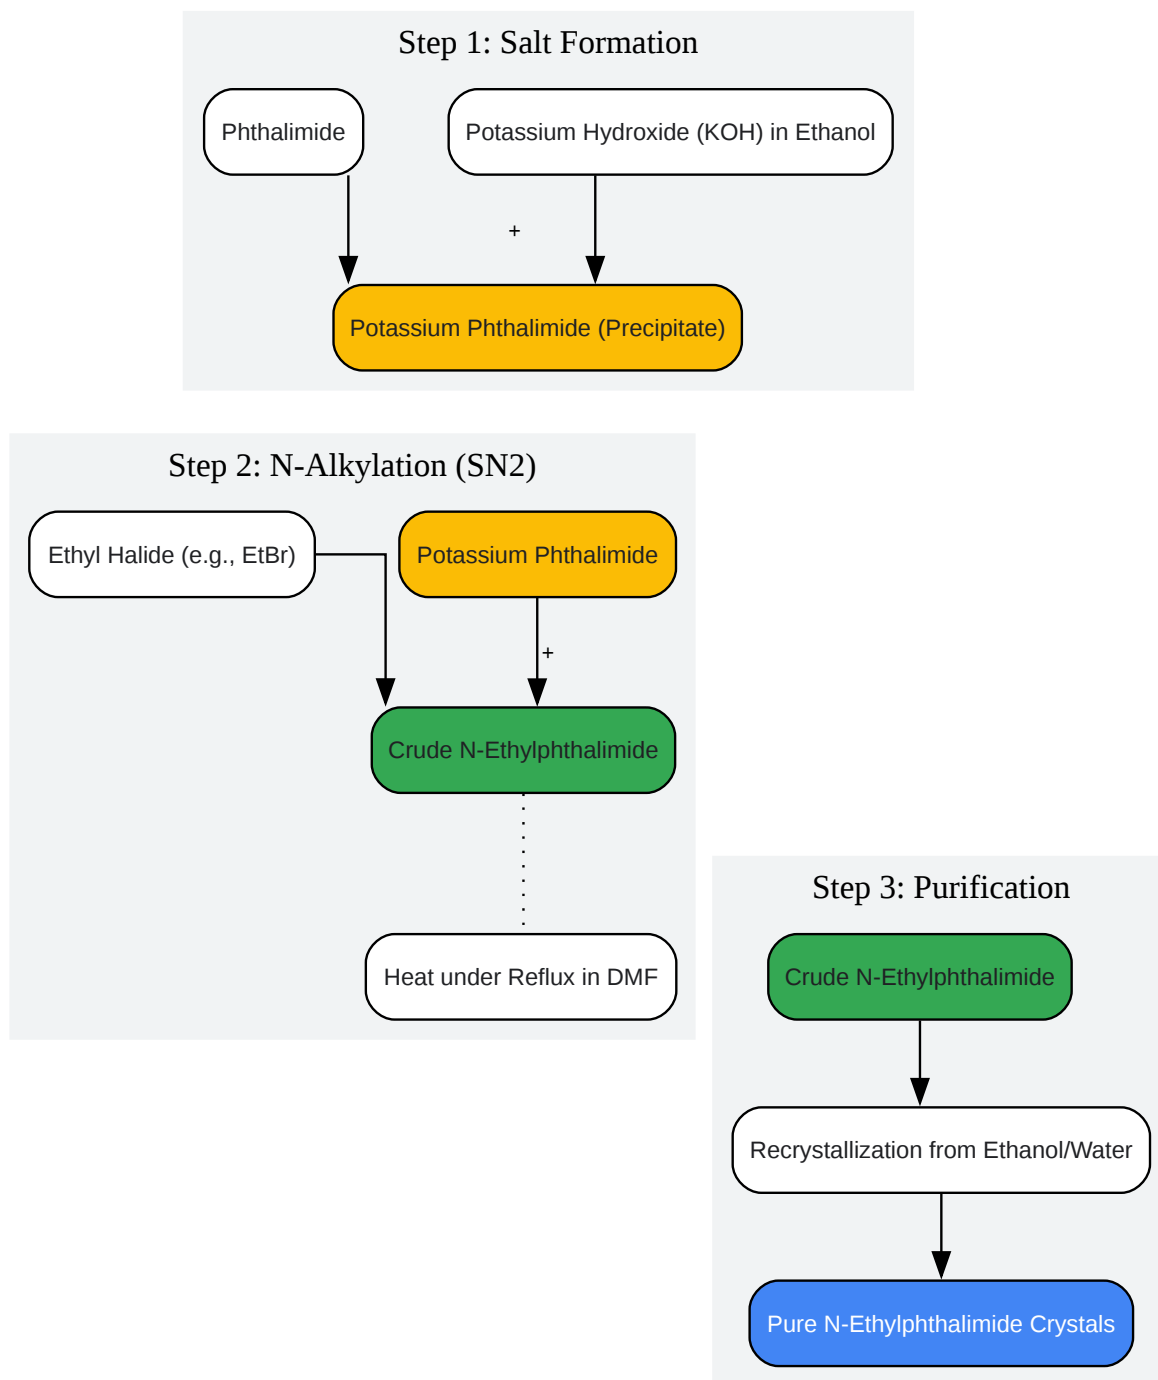 Step 1: Salt Formation
Phthalimide
Potassium Hydroxide (KOH) in Ethanol
+
Potassium Phthalimide (Precipitate)
Step 2: N-Alkylation (SN2)
Ethyl Halide (e.g., EtBr)
Potassium Phthalimide
+
Crude N-Ethylphthalimide
Heat under Reflux in DMF
Step 3: Purification
Crude N-Ethylphthalimide
Recrystallization from Ethanol/Water
Pure N-Ethylphthalimide Crystals